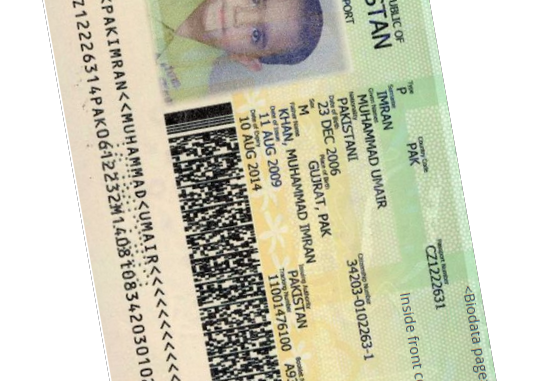 <Biodata page
Inside front c
UBLIC OF
STAN
PORT
Type
P
Country Code
PAK
Passport Number
CZ1222631
Surname
IMRAN
Given Names
MUHAMMAD UMAIR
Nationality
PAKISTANI
Citizenship Number
34203-0102263-1
Date of Birth
23 DEC 2006
Sex
M
Place of Birth
GUJRAT, PAK
Father Name
KHAN, MUHAMMAD IMRAN
Date of Issue
11 AUG 2009
Issuing Authority
PAKISTAN
Date of Expiry
10 AUG 2014
Tracking Number
11001476100
PAKIMRAN<<MUHAMMAD<UMAIR<<<<<<<<
Z12226314PAK0612232M1408108342030102